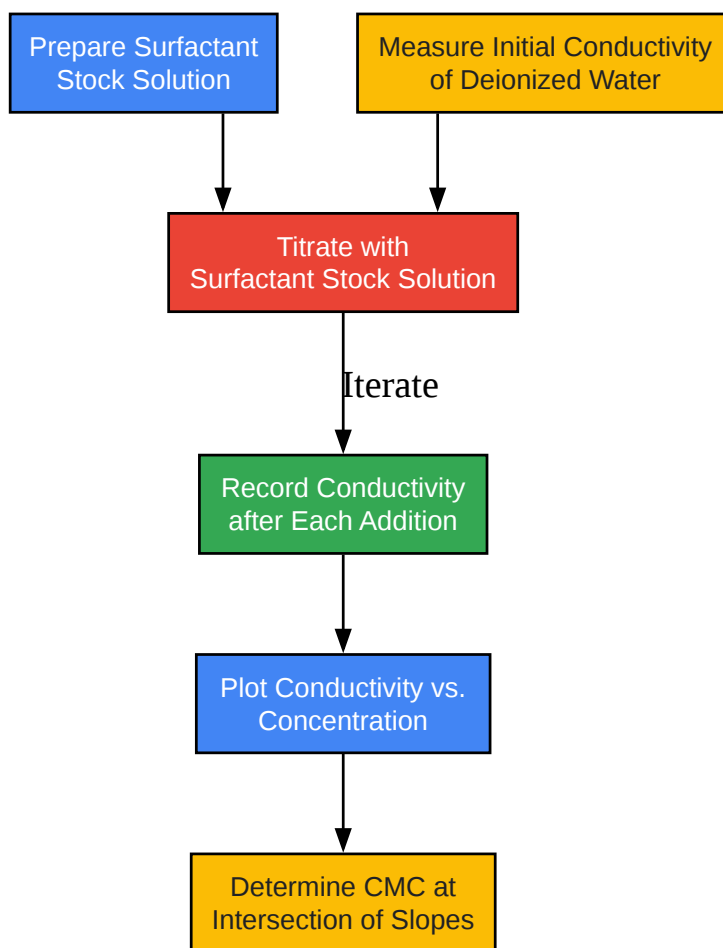 Prepare Surfactant
Stock Solution
Measure Initial Conductivity
of Deionized Water
Titrate with
Surfactant Stock Solution
Iterate
Record Conductivity
after Each Addition
Plot Conductivity vs.
Concentration
Determine CMC at
Intersection of Slopes